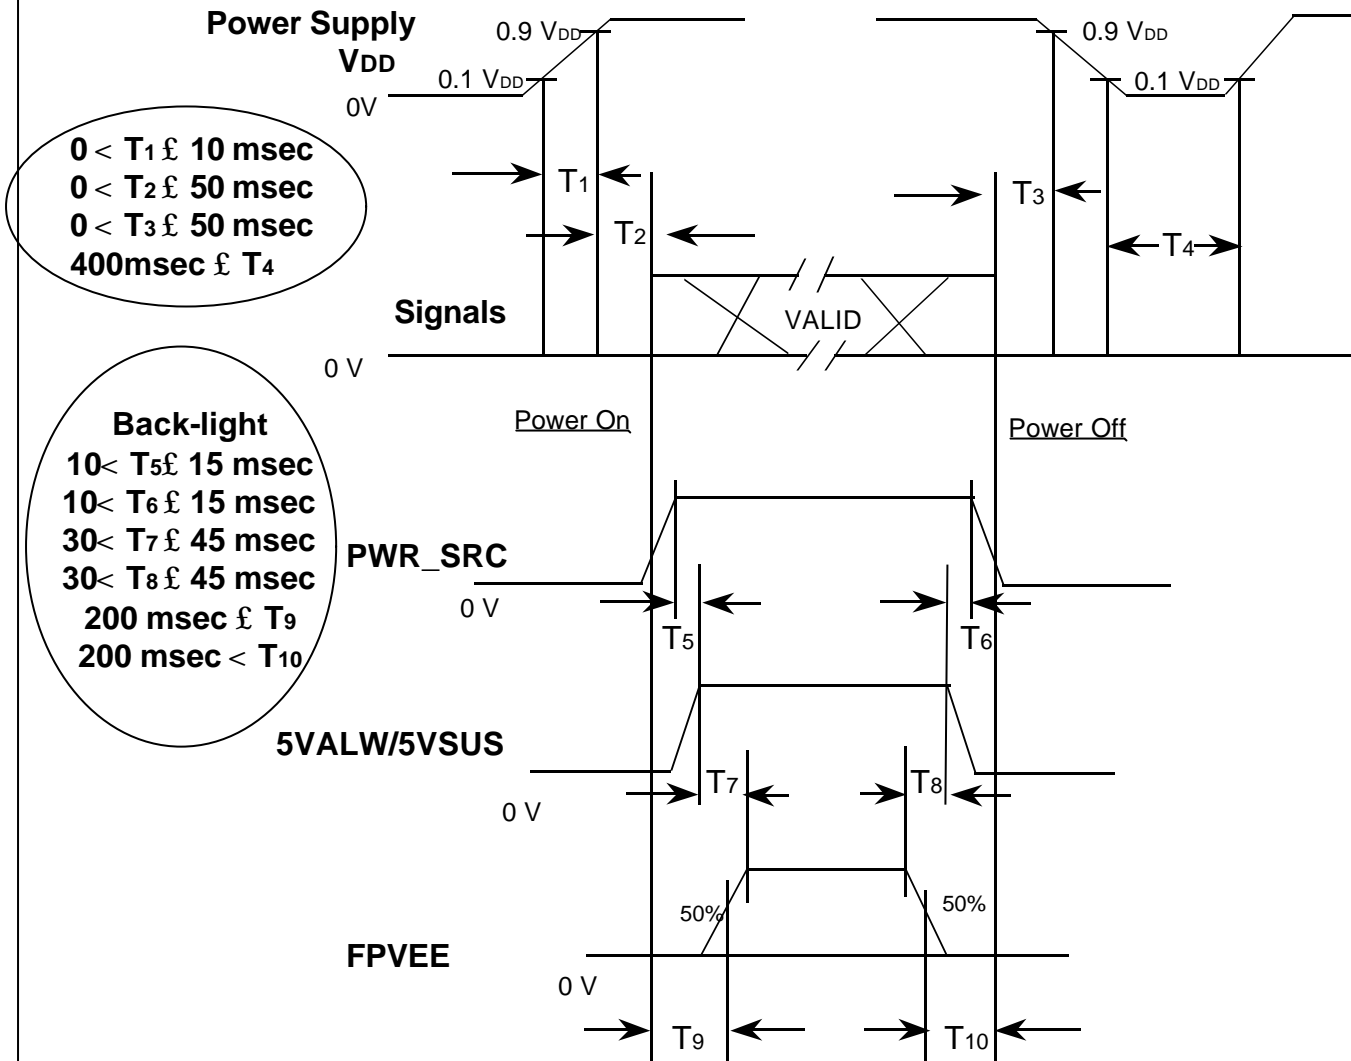 Power Supply
VDD
0.9 VDD
0.1 VDD
0V
0.9 VDD
0.1 VDD
0 < T1 £ 10 msec
0 < T2 £ 50 msec
0 < T3 £ 50 msec
400msec £ T4
T1
T2
T3
T4
Signals
VALID
0 V
Power On
Power Off
Back-light
10< T5£ 15 msec
10< T6 £ 15 msec
30< T7 £ 45 msec
30< T8 £ 45 msec
200 msec £ T9
200 msec < T10
PWR_SRC
0 V
T5
T6
5VALW/5VSUS
T7
T8
0 V
50%
50%
FPVEE
0 V
T9
T10